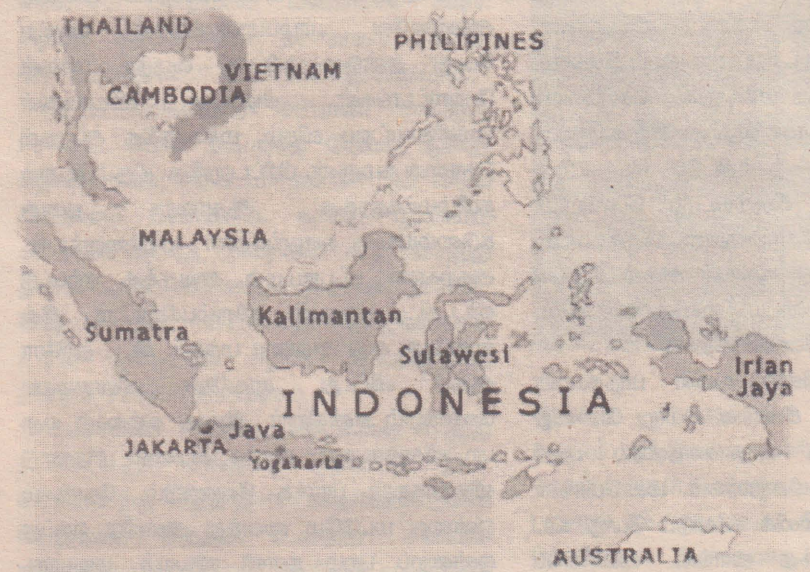 THAILAND
PHILIPINES
VIETNAM
CAMBODIA
MALAYSIA
Kalimantan
Sumatra
Sulawesi
Irian
Jaya
INDONESIA
Java
JAKARTA
Yogakarta
AUSTRALIA